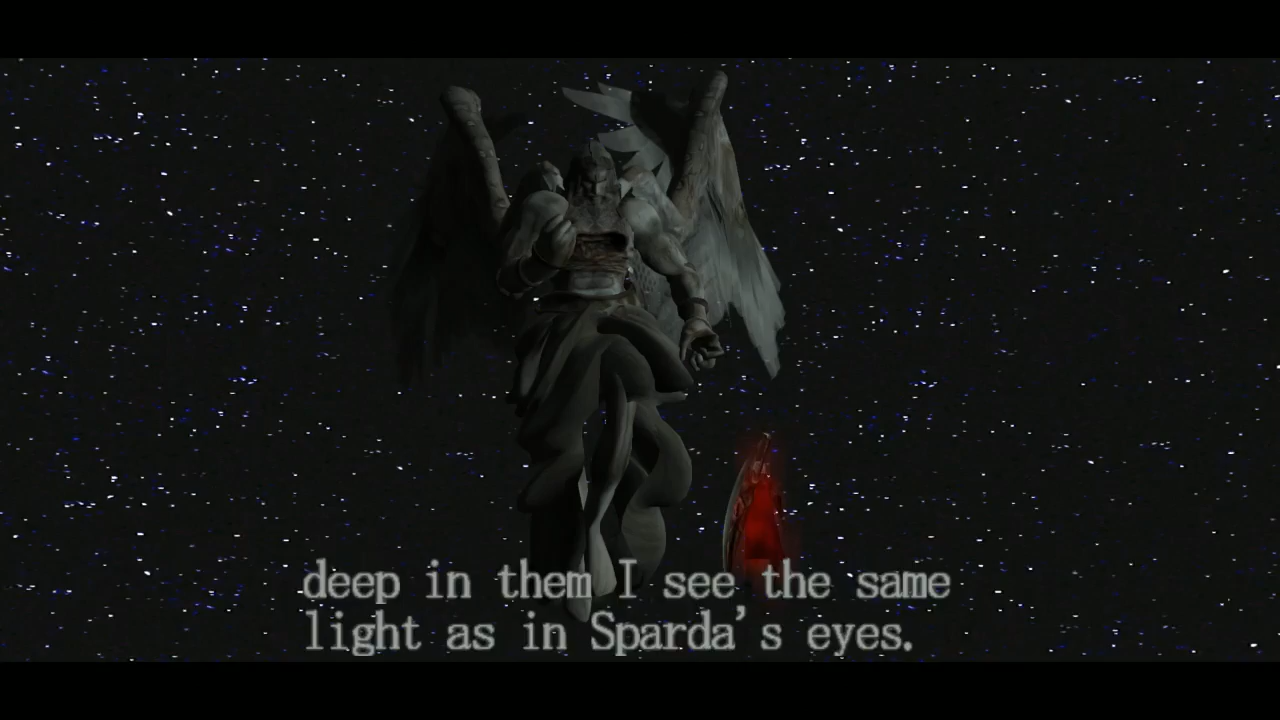 deep in them I see the same
light as in Sparda's eyes.